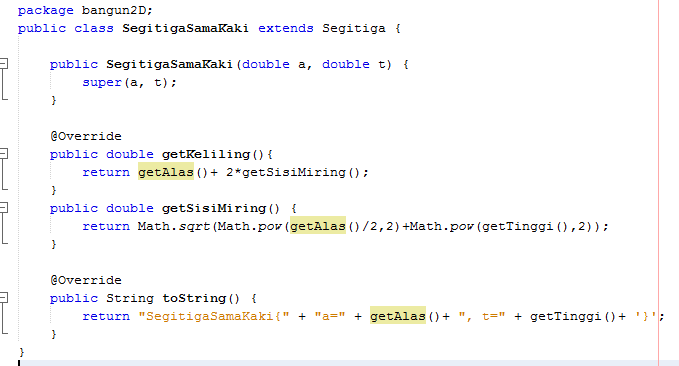 package bangun2D;
public class SegitigaSamaKaki extends Segitiga {
public SegitigaSamaKaki(double a, double t) {
super(a, t);
}
@Override
public double getKeliling(){
return getAlas()+ 2*getSisiMiring();
}
public double getSisiMiring() {
return Math.sqrt(Math.pow(getAlas()/2,2)+Math.pow(getTinggi(),2));
}
@Override
public String toString() {
return "SegitigaSamaKaki{" + "a=" + getAlas()+ ", t=" + getTinggi()+ '}';
}
}